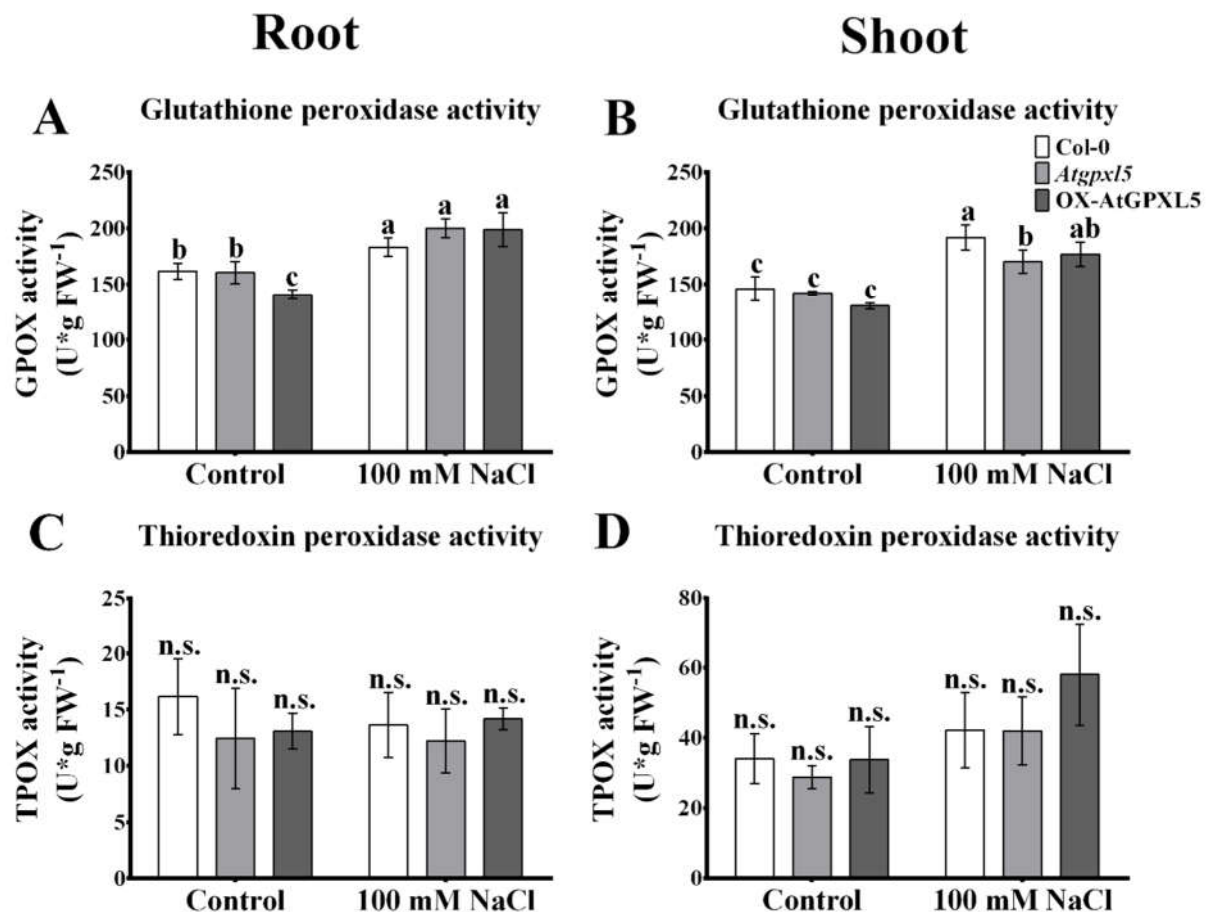 Root
Shoot
A
Glutathione peroxidase activity
B
Glutathione peroxidase activity
Col-0
Atgpxl5
OX-AtGPXL5
GPOX activity
(U*g FW⁻¹)
250
200
150
100
50
0
b
b
c
a
a
a
Control
100 mM NaCl
GPOX activity
(U*g FW⁻¹)
250
200
150
100
50
0
c
c
c
a
b
ab
Control
100 mM NaCl
C
Thioredoxin peroxidase activity
D
Thioredoxin peroxidase activity
TPOX activity
(U*g FW⁻¹)
25
20
15
10
5
0
n.s.
n.s.
n.s.
n.s.
n.s.
n.s.
Control
100 mM NaCl
TPOX activity
(U*g FW⁻¹)
80
60
40
20
0
n.s.
n.s.
n.s.
n.s.
n.s.
n.s.
Control
100 mM NaCl